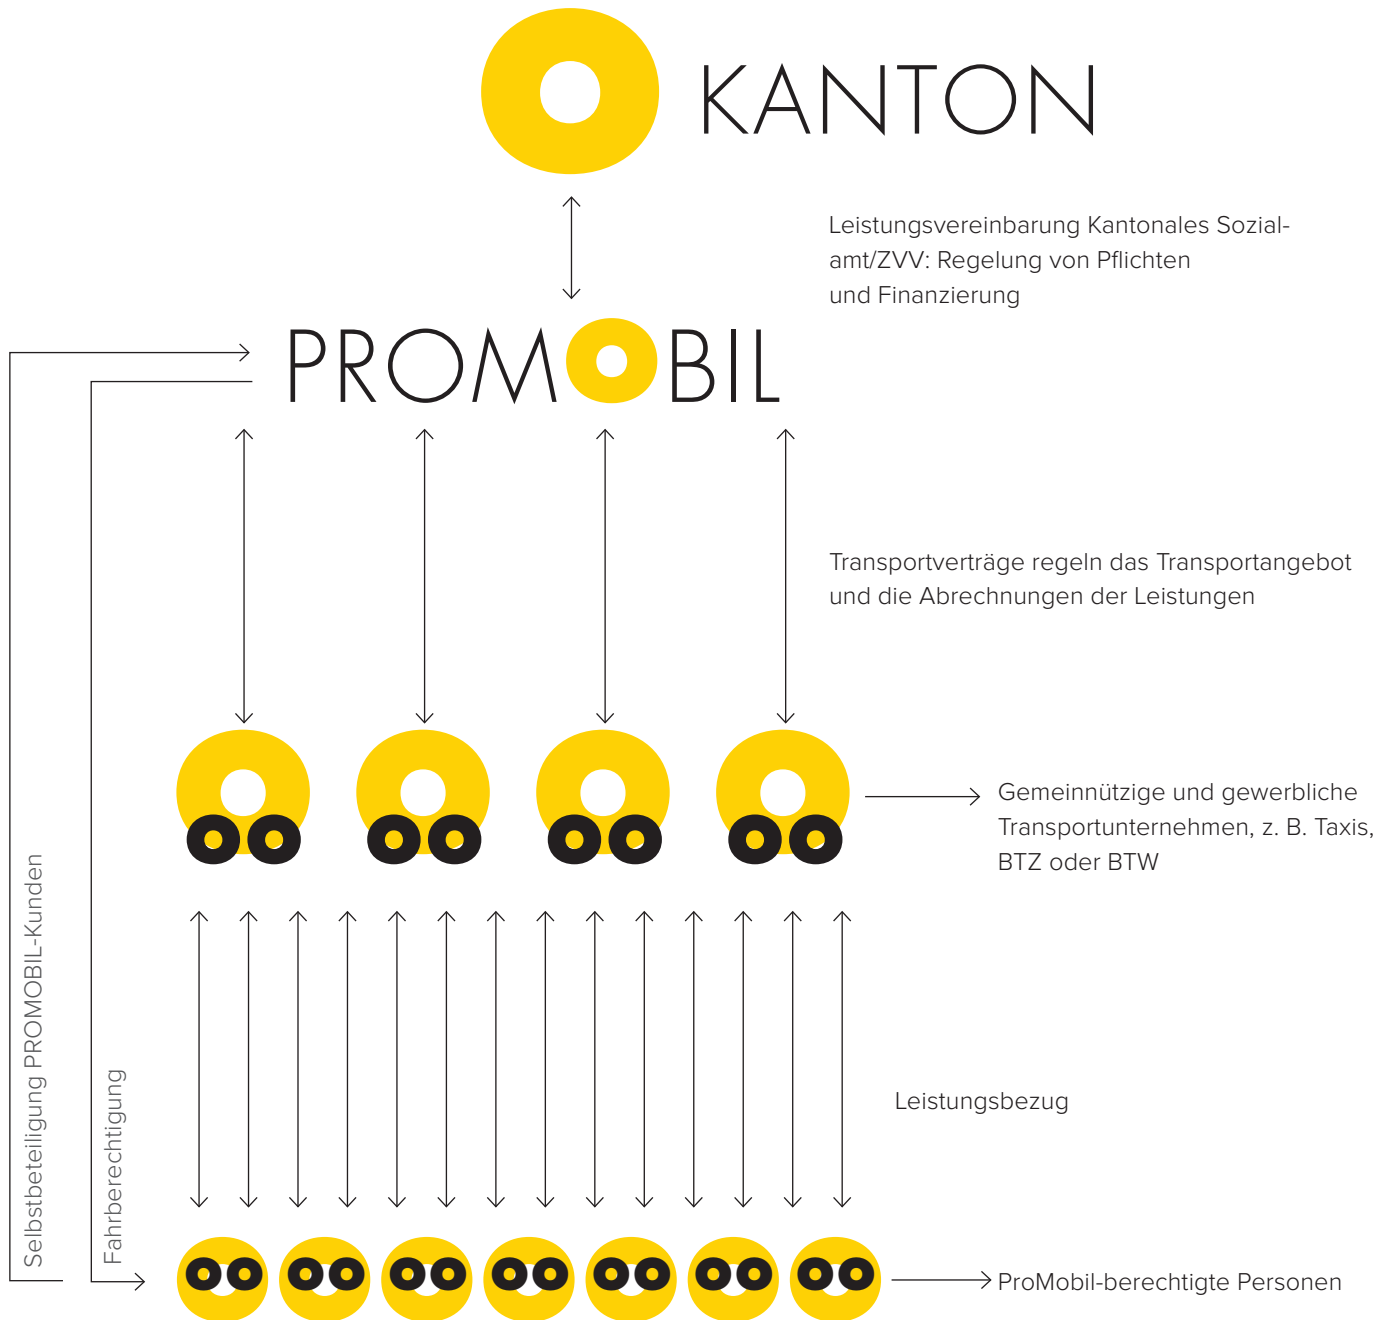 KANTON
Leistungsvereinbarung Kantonales Sozial-
amt/ZVV: Regelung von Pflichten
und Finanzierung
PROMOBIL
Transportverträge regeln das Transportangebot
und die Abrechnungen der Leistungen
Gemeinnützige und gewerbliche
Transportunternehmen, z. B. Taxis,
BTZ oder BTW
Selbstbeteiligung PROMOBIL-Kunden
Fahrberechtigung
Leistungsbezug
ProMobil-berechtigte Personen